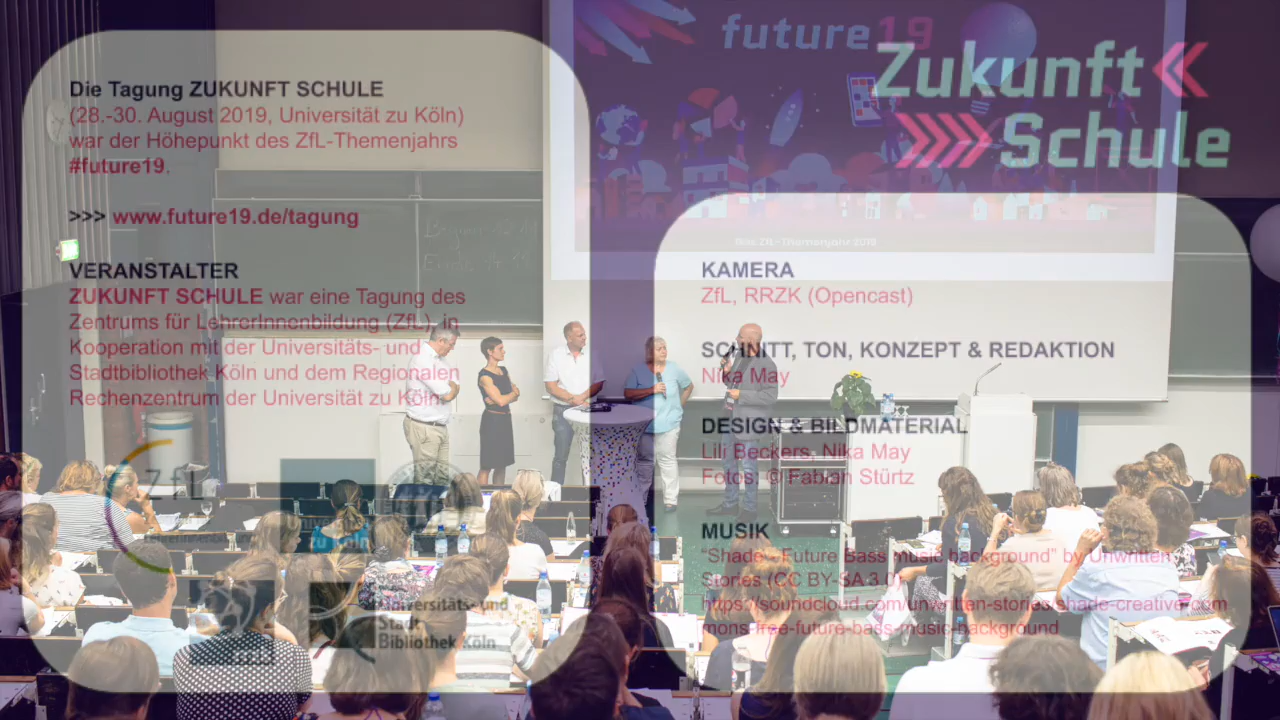 future19
Zukunft
Schule
Die Tagung ZUKUNFT SCHULE
(28.-30. August 2019, Universität zu Köln)
war der Höhepunkt des ZfL-Themenjahrs
#future19.
>>> www.future19.de/tagung
VERANSTALTER
ZUKUNFT SCHULE war eine Tagung des
Zentrums für LehrerInnenbildung (ZfL), in
Kooperation mit der Universitäts- und
Stadtbibliothek Köln und dem Regionalen
Rechenzentrum der Universität zu Köln.
ZfL
Universitäts- und
Stadt
Bibliothek Köln
Das ZfL-Themenjahr 2019
KAMERA
ZfL, RRZK (Opencast)
SCHNITT, TON, KONZEPT & REDAKTION
Nika May
DESIGN & BILDMATERIAL
Lili Beckers, Nika May
Fotos: © Fabian Stürtz
MUSIK
“Shade - Future Bass music background” by Unwritten
Stories (CC BY-SA 3.0)
https://soundcloud.com/unwritten-stories/shade-creative-com
mons-free-future-bass-music-background